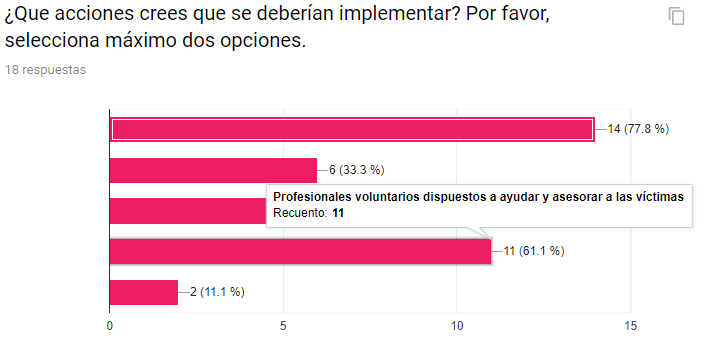 ¿Que acciones crees que se deberían implementar? Por favor,
selecciona máximo dos opciones.
18 respuestas
14 (77.8 %)
6 (33.3 %)
Profesionales voluntarios dispuestos a ayudar y asesorar a las víctimas
Recuento: 11
11 (61.1 %)
2 (11.1 %)
0 5 10 15